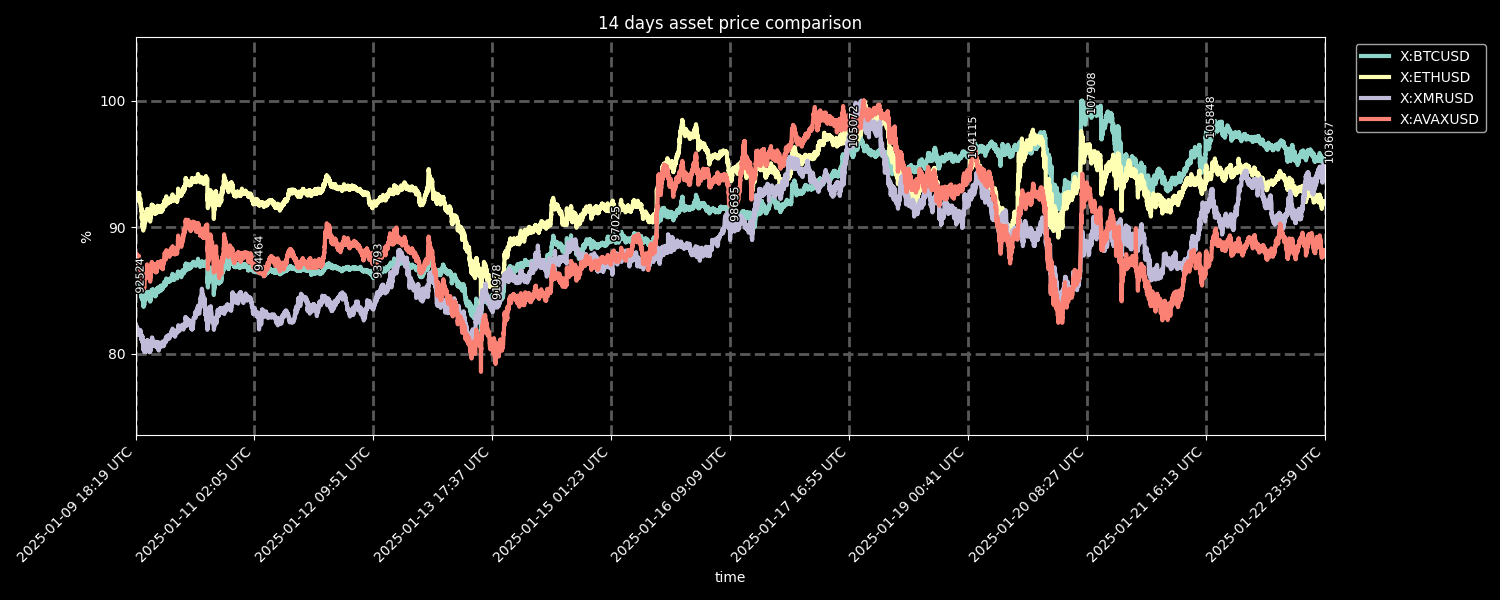 14 days asset price comparison
X:BTCUSD
X:ETHUSD
X:XMRUSD
X:AVAXUSD
%
100
90
80
92524
94464
93793
91978
97025
98695
105072
104115
107908
105848
103667
2025-01-09 18:19 UTC
2025-01-11 02:05 UTC
2025-01-12 09:51 UTC
2025-01-13 17:37 UTC
2025-01-15 01:23 UTC
2025-01-16 09:09 UTC
2025-01-17 16:55 UTC
2025-01-19 00:41 UTC
2025-01-20 08:27 UTC
2025-01-21 16:13 UTC
2025-01-22 23:59 UTC
time